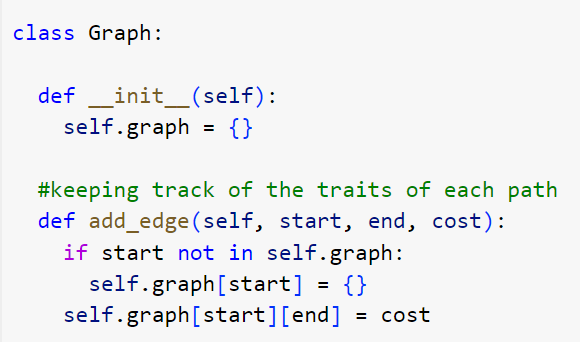 class Graph:
def __init__(self):
self.graph = {}
#keeping track of the traits of each path
def add_edge(self, start, end, cost):
if start not in self.graph:
self.graph[start] = {}
self.graph[start][end] = cost